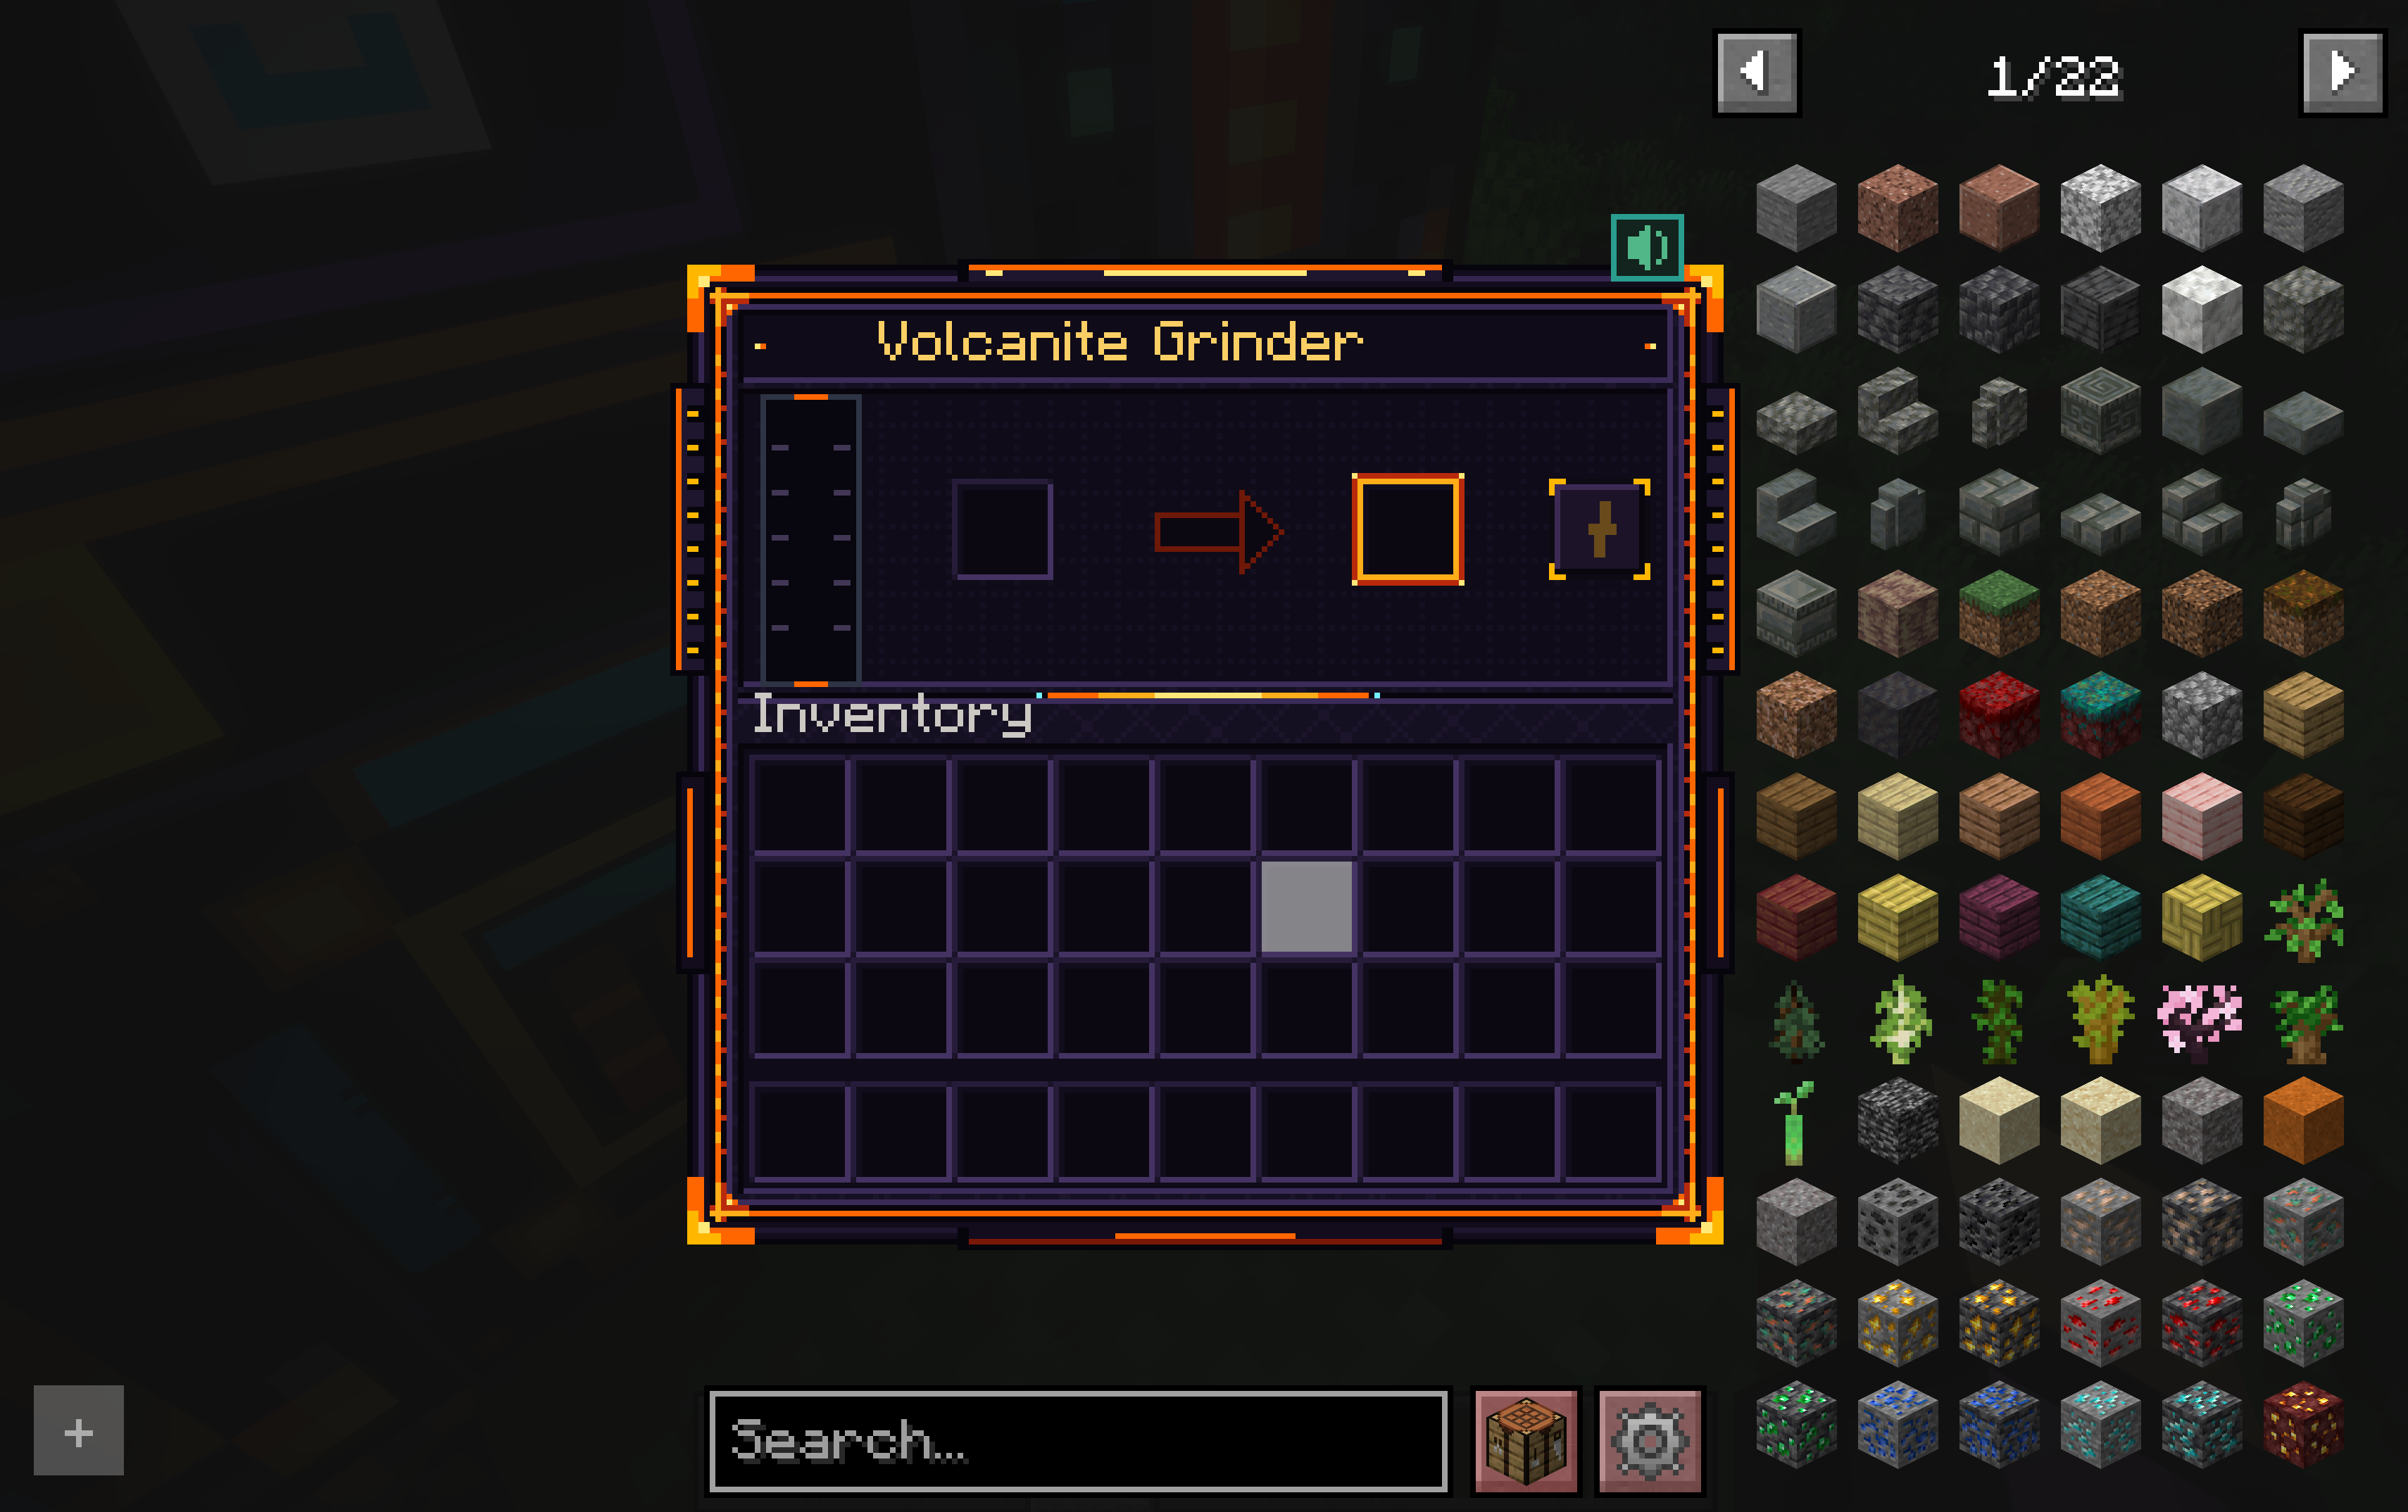 1/22
Volcanite Grinder
Inventory
Search...
+